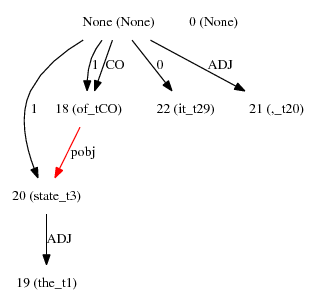 None (None) 0 (None)
1 CO 0 ADJ
1 18 (of_tCO) 22 (it_t29) 21 (._t20)
pobj
20 (state_t3)
ADJ
19 (the_t1)